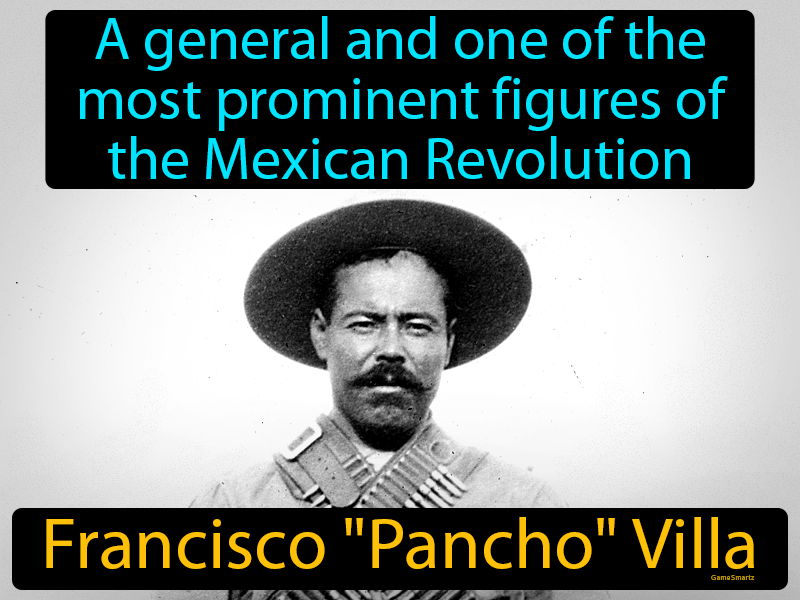 A general and one of the
most prominent figures of
the Mexican Revolution
Francisco "Pancho" Villa
GameSmartz